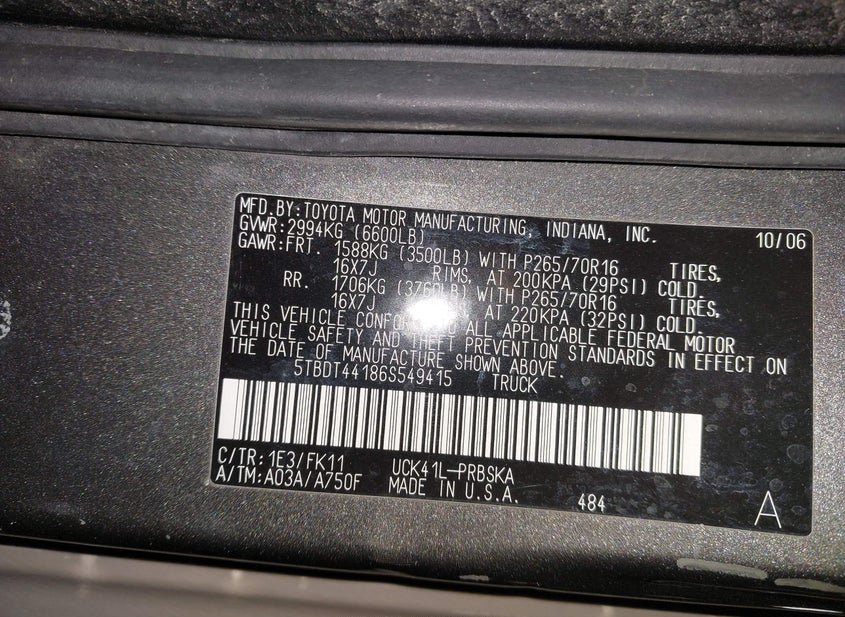 MFD.BY:TOYOTA MOTOR MANUFACTURING, INDIANA, INC. 10/06
GVWR:2994KG (6600LB)
GAWR:FRT. 1588KG (3500LB) WITH P265/70R16 TIRES,
16X7J RIMS, AT 200KPA (29PSI) COLD.
RR. 1706KG (3760LB) WITH P265/70R16 TIRES,
16X7J AT 220KPA (32PSI) COLD.
THIS VEHICLE TO ALL APPLICABLE FEDERAL MOTOR
VEHICLE SAFETY AND THEFT PREVENTION STANDARDS IN EFFECT ON
THE DATE OF MANUFACTURE SHOWN ABOVE.
5TBDT44186S549415 TRUCK
C/TR:1E3/FK11 UCK41L-PRBSKA
A/TM:A03A/A750F MADE IN U.S.A. 484 A